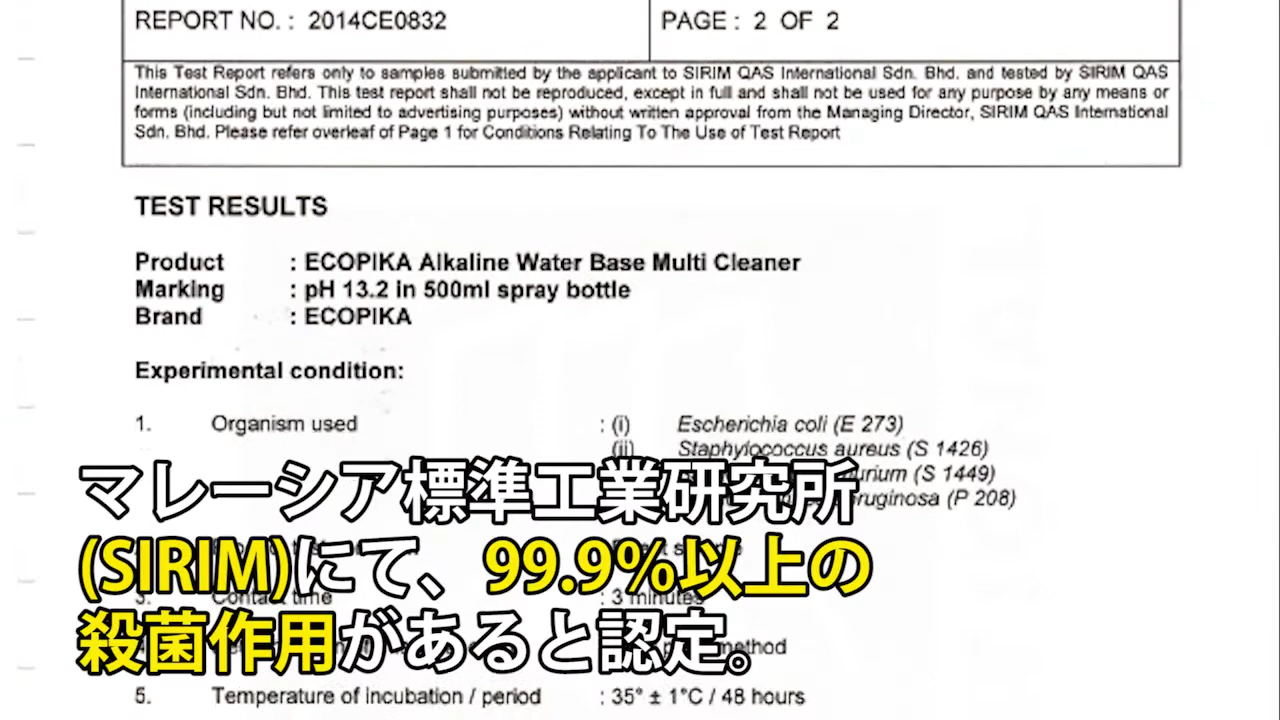 REPORT NO. : 2014CE0832
PAGE : 2 OF 2
This Test Report refers only to samples submitted by the applicant to SIRIM QAS International Sdn. Bhd. and tested by SIRIM QAS
International Sdn. Bhd. This test report shall not be reproduced, except in full and shall not be used for any purpose by any means or
forms (including but not limited to advertising purposes) without written approval from the Managing Director, SIRIM QAS International
Sdn. Bhd. Please refer overleaf of Page 1 for Conditions Relating To The Use of Test Report
TEST RESULTS
Product : ECOPIKA Alkaline Water Base Multi Cleaner
Marking : pH 13.2 in 500ml spray bottle
Brand : ECOPIKA
Experimental condition:
1. Organism used : (i) Escherichia coli (E 273)
(ii) Staphylococcus aureus (S 1426)
(S 1449)
(P 208)
マレーシア標準工業研究所
(SIRIM)にて、99.9%以上の
3. Contact time : 3 minutes
殺菌作用があると認定。
method
5. Temperature of incubation / period : 35° ± 1°C / 48 hours